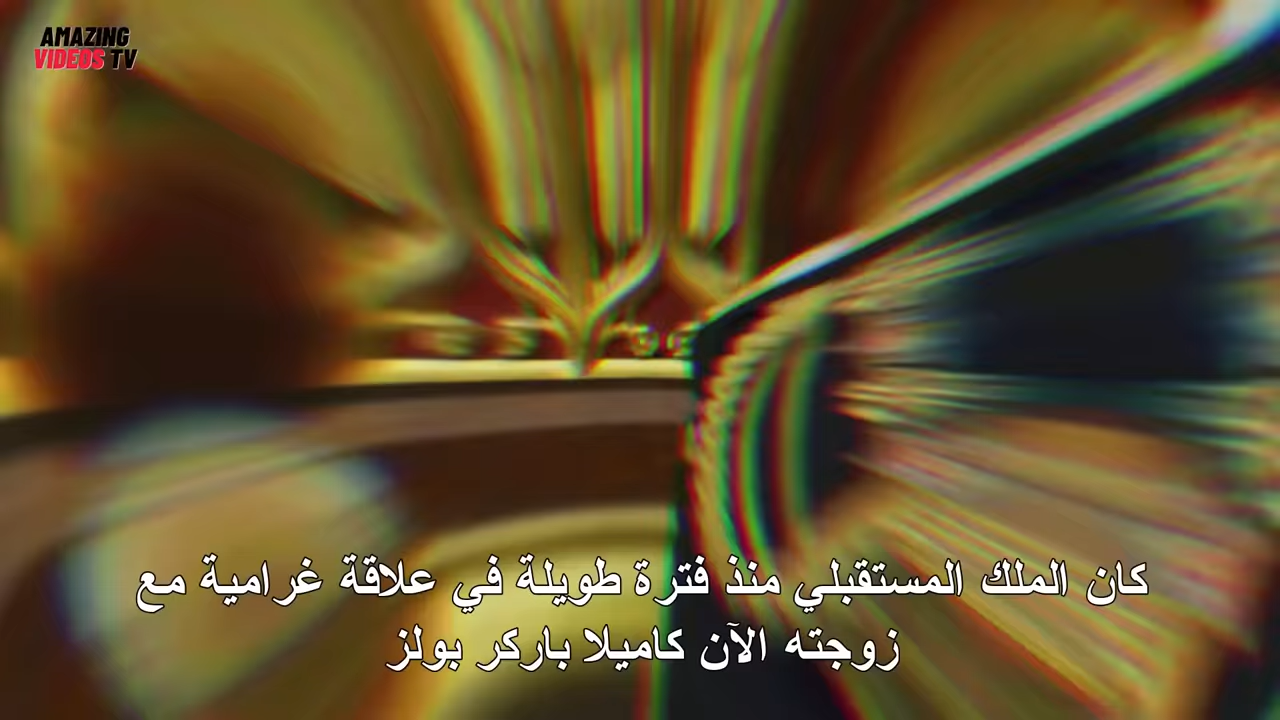 AMAZING
VIDEOS TV
كان الملك المستقبلي منذ فترة طويلة في علاقة غرامية مع
زوجته الآن كاميلا باركر بولز